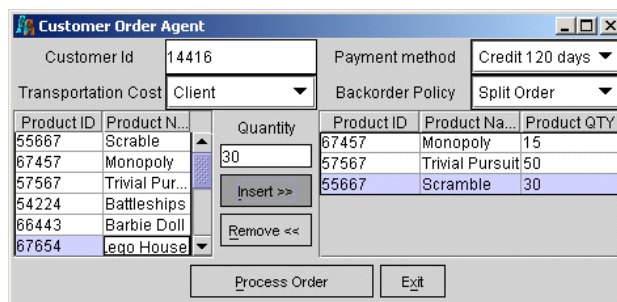 Customer Order Agent
Customer Id 14416 Payment method Credit 120 days
Transportation Cost Client Backorder Policy Split Order
Product ID Product N... Quantity Product ID Product Na... Product QTY
55667 Scrable 67457 Monopoly 15
67457 Monopoly 30 57567 Trivial Pursuit 50
57567 Trivial Pur... Insert >> 55667 Scramble 30
54224 Battleships
66443 Barbie Doll Remove <<
67654 Lego House
Process Order Exit